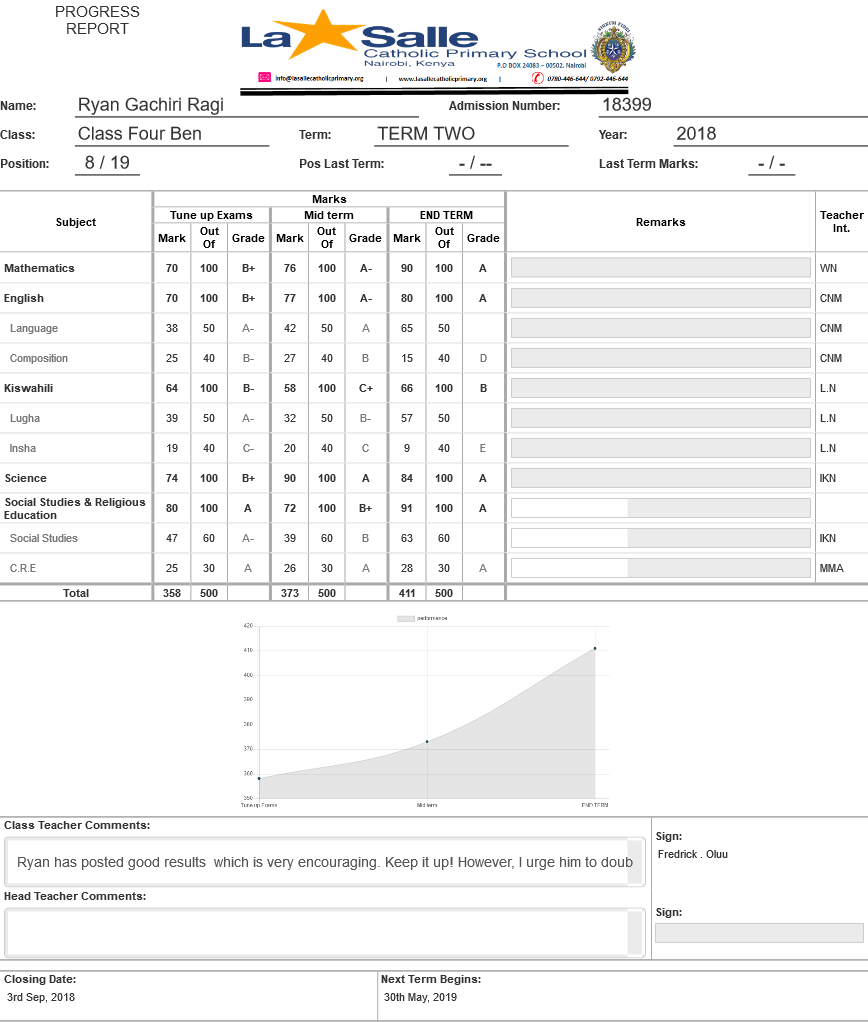 PROGRESS
REPORT
La Salle
Catholic Primary School
Nairobi, Kenya
P.O BOX 24083 – 00502, Nairobi
info@lasallecatholicprimary.org | www.lasallecatholicprimary.org | 0780-446-644/ 0792-446-644
Name: Ryan Gachiri Ragi Admission Number: 18399
Class: Class Four Ben Term: TERM TWO Year: 2018
Position: 8 / 19 Pos Last Term: - / -- Last Term Marks: - / -
Subject Marks Remarks Teacher Int.
Tune up Exams Mid term END TERM
Mark Out Of Grade Mark Out Of Grade Mark Out Of Grade
Mathematics 70 100 B+ 76 100 A- 90 100 A WN
English 70 100 B+ 77 100 A- 80 100 A CNM
Language 38 50 A- 42 50 A 65 50 CNM
Composition 25 40 B- 27 40 B 15 40 D CNM
Kiswahili 64 100 B- 58 100 C+ 66 100 B L.N
Lugha 39 50 A- 32 50 B- 57 50 L.N
Insha 19 40 C- 20 40 C 9 40 E L.N
Science 74 100 B+ 90 100 A 84 100 A IKN
Social Studies & Religious Education 80 100 A 72 100 B+ 91 100 A
Social Studies 47 60 A- 39 60 B 63 60 IKN
C.R.E 25 30 A 26 30 A 28 30 A MMA
Total 358 500 373 500 411 500
performance
420
410
400
390
380
370
360
350
Tune up Exams Mid term END TERM
Class Teacher Comments:
Ryan has posted good results which is very encouraging. Keep it up! However, I urge him to doub
Sign:
Fredrick . Oluu
Head Teacher Comments:
Sign:
Closing Date: Next Term Begins:
3rd Sep, 2018 30th May, 2019